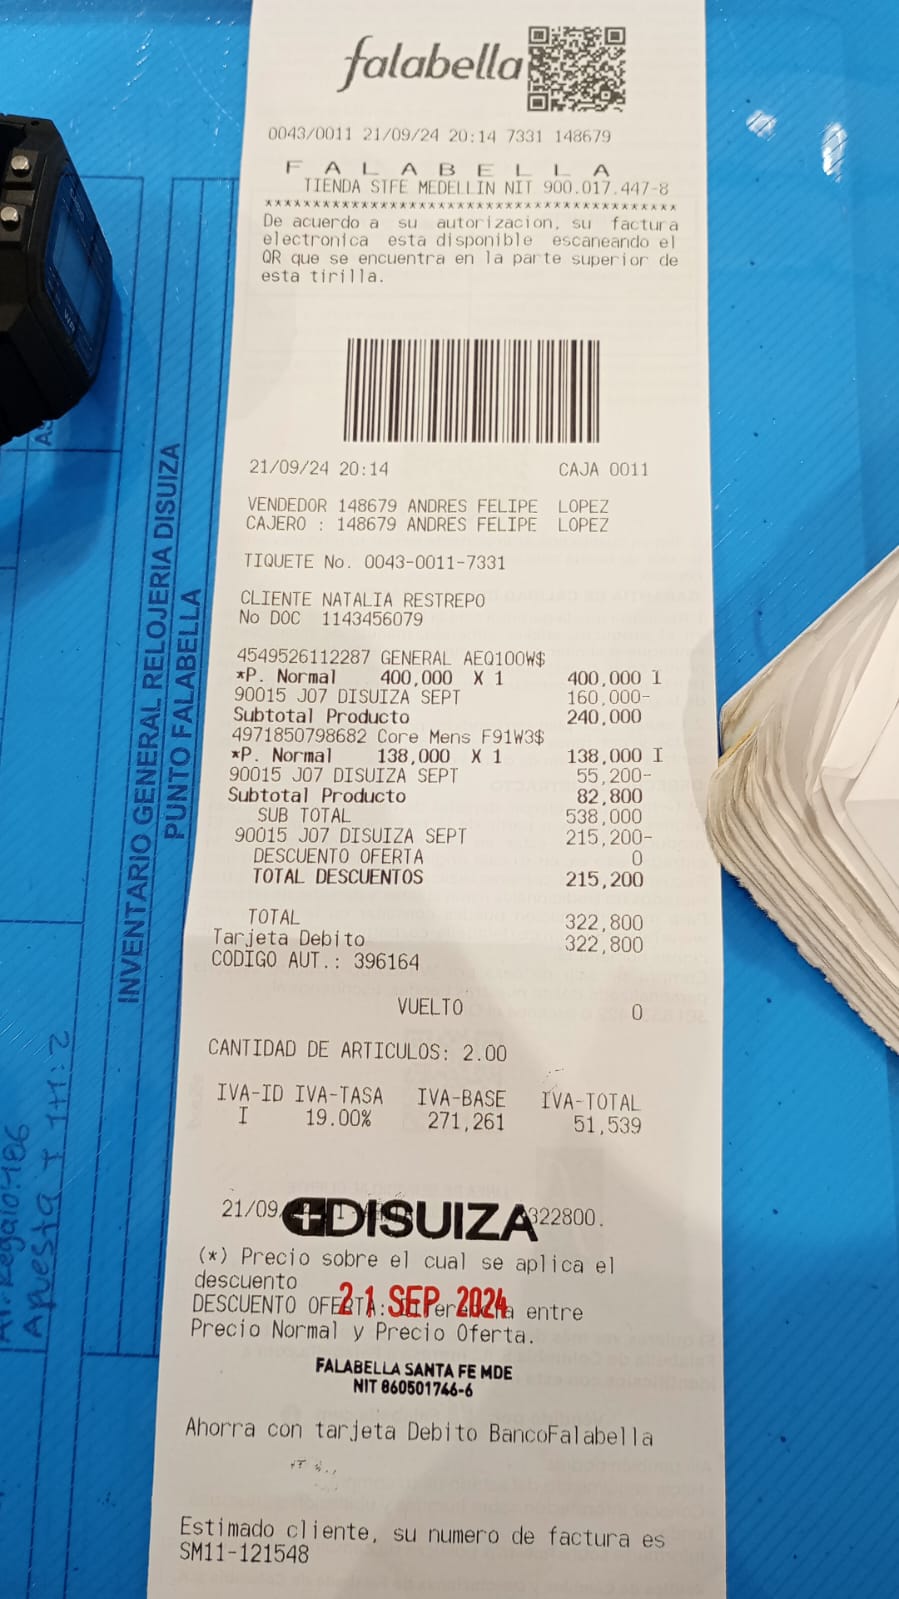 falabella
0043/0011 21/09/24 20:14 7331 148679
F A L A B E L L A
TIENDA STFE MEDELLIN NIT 900.017.447-8
****************************************
De acuerdo a su autorizacion, su factura
electronica esta disponible escaneando el
QR que se encuentra en la parte superior de
esta tirilla.
21/09/24 20:14 CAJA 0011
VENDEDOR 148679 ANDRES FELIPE LOPEZ
CAJERO : 148679 ANDRES FELIPE LOPEZ
TIQUETE No. 0043-0011-7331
CLIENTE NATALIA RESTREPO
No DOC 1143456079
4549526112287 GENERAL AEQ100W$
*P. Normal 400,000 X 1 400,000 I
90015 J07 DISUIZA SEPT 160,000-
Subtotal Producto 240,000
4971850798682 Core Mens F91W3$
*P. Normal 138,000 X 1 138,000 I
90015 J07 DISUIZA SEPT 55,200-
Subtotal Producto 82,800
SUB TOTAL 538,000
90015 J07 DISUIZA SEPT 215,200-
DESCUENTO OFERTA 0
TOTAL DESCUENTOS 215,200
TOTAL 322,800
Tarjeta Debito 322,800
CODIGO AUT.: 396164
VUELTO 0
CANTIDAD DE ARTICULOS: 2.00
IVA-ID IVA-TASA IVA-BASE IVA-TOTAL
I 19.00% 271,261 51,539
21/09/ 322800.
DISUIZA
(*) Precio sobre el cual se aplica el
descuento
21 SEP 2024
DESCUENTO OFERTA: Diferencia entre
Precio Normal y Precio Oferta.
FALABELLA SANTA FE MDE
NIT 860501746-6
Ahorra con tarjeta Debito BancoFalabella
Estimado cliente, su numero de factura es
SM11-121548
INVENTARIO GENERAL RELOJERIA DISUIZA
PUNTO FALABELLA